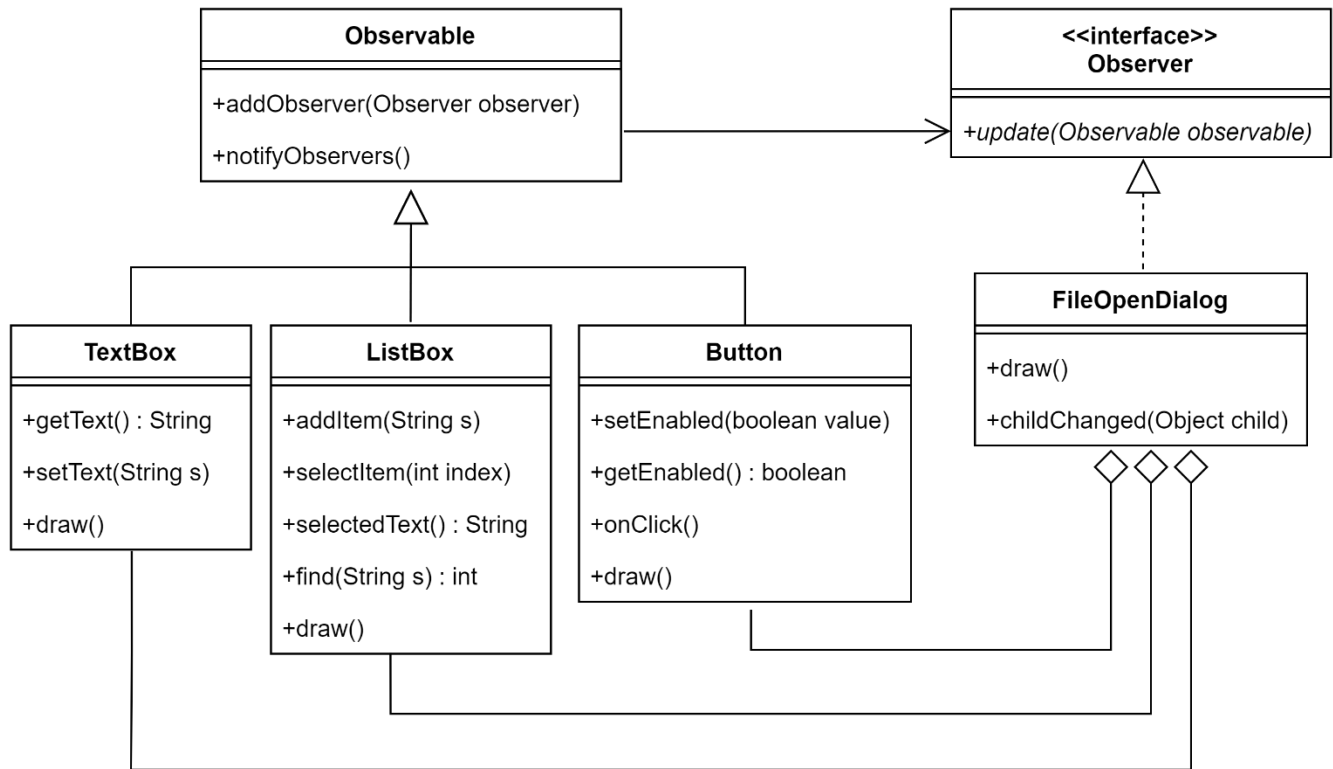 Observable
+addObserver(Observer observer)
+notifyObservers()
<<interface>>
Observer
+update(Observable observable)
TextBox
+getText() : String
+setText(String s)
+draw()
ListBox
+addItem(String s)
+selectItem(int index)
+selectedText() : String
+find(String s) : int
+draw()
Button
+setEnabled(boolean value)
+getEnabled() : boolean
+onClick()
+draw()
FileOpenDialog
+draw()
+childChanged(Object child)